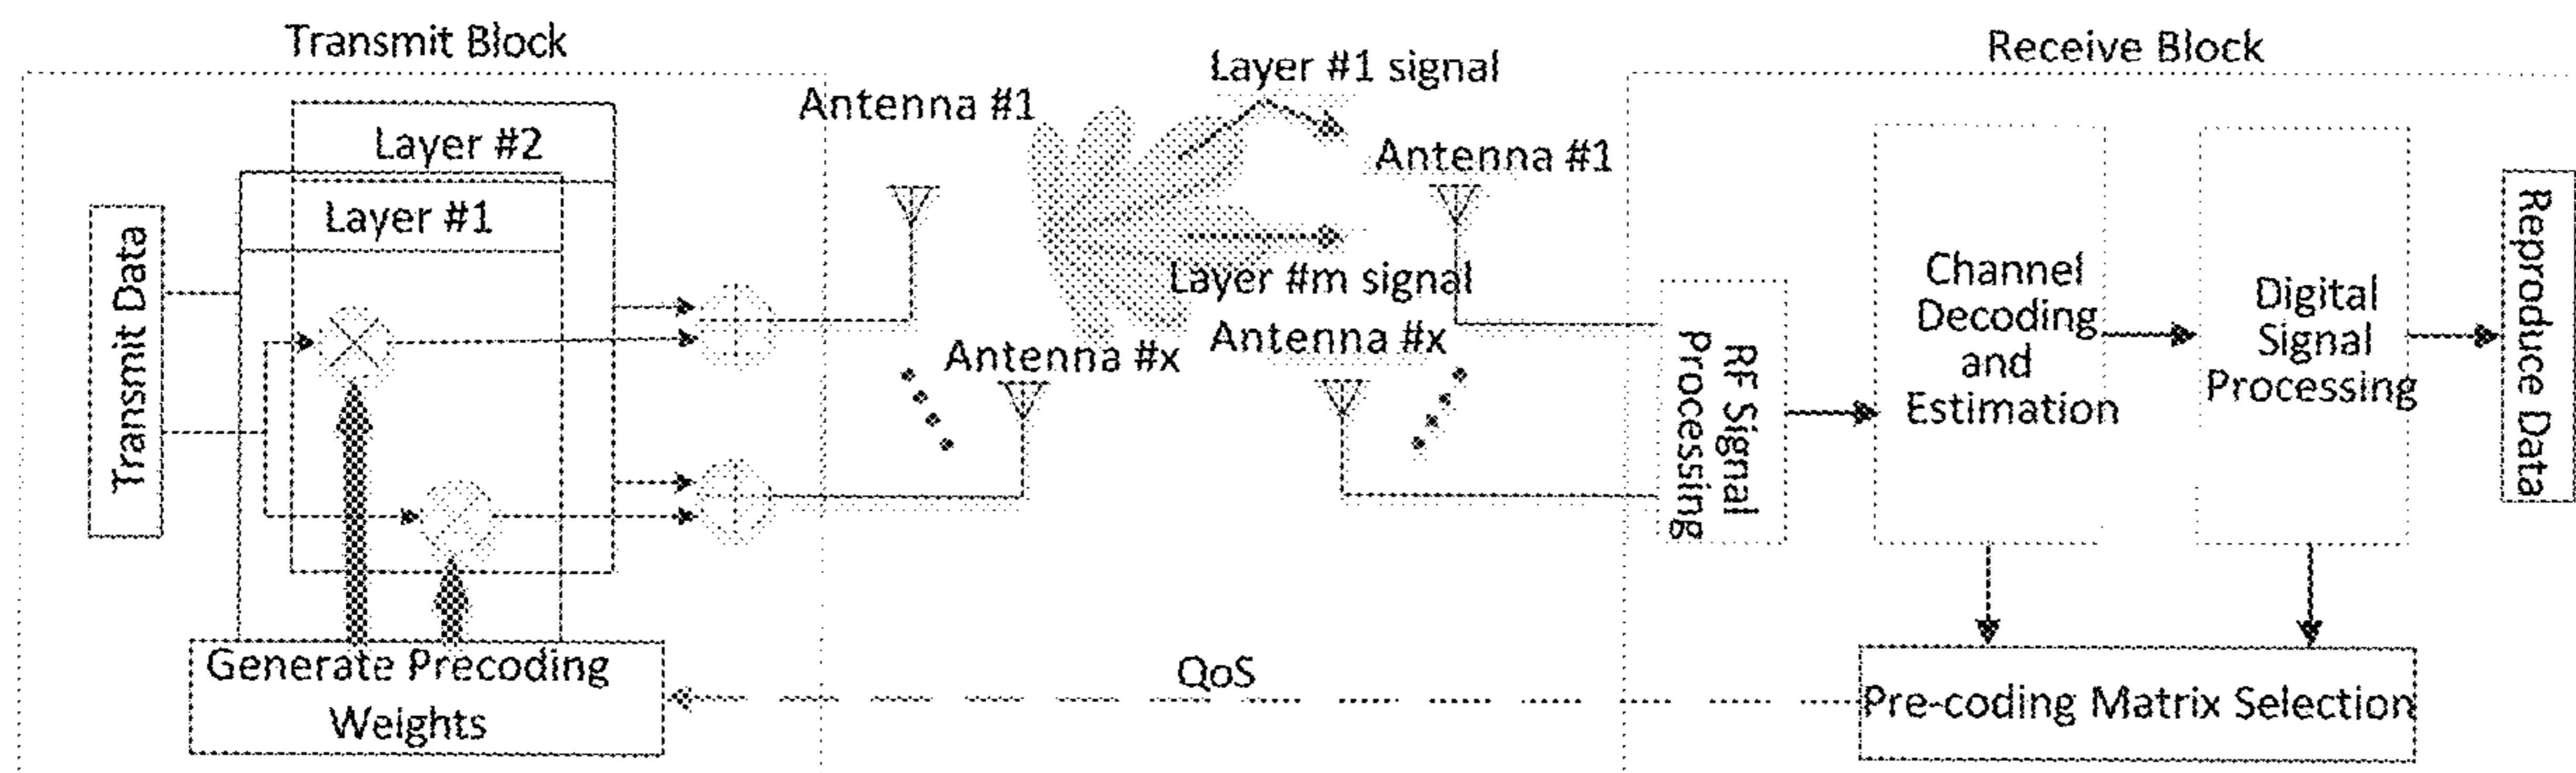 Transmit Block
Receive Block
Layer #1 signal
Antenna #1
Layer #2
Antenna #1
Layer #1
Transmit Data
Layer #m signal
Antenna #x
Antenna #x
RF Signal
Processing
Channel
Decoding
and
Estimation
Digital
Signal
Processing
Reproduce Data
Generate Precoding
Weights
QoS
Pre-coding Matrix Selection